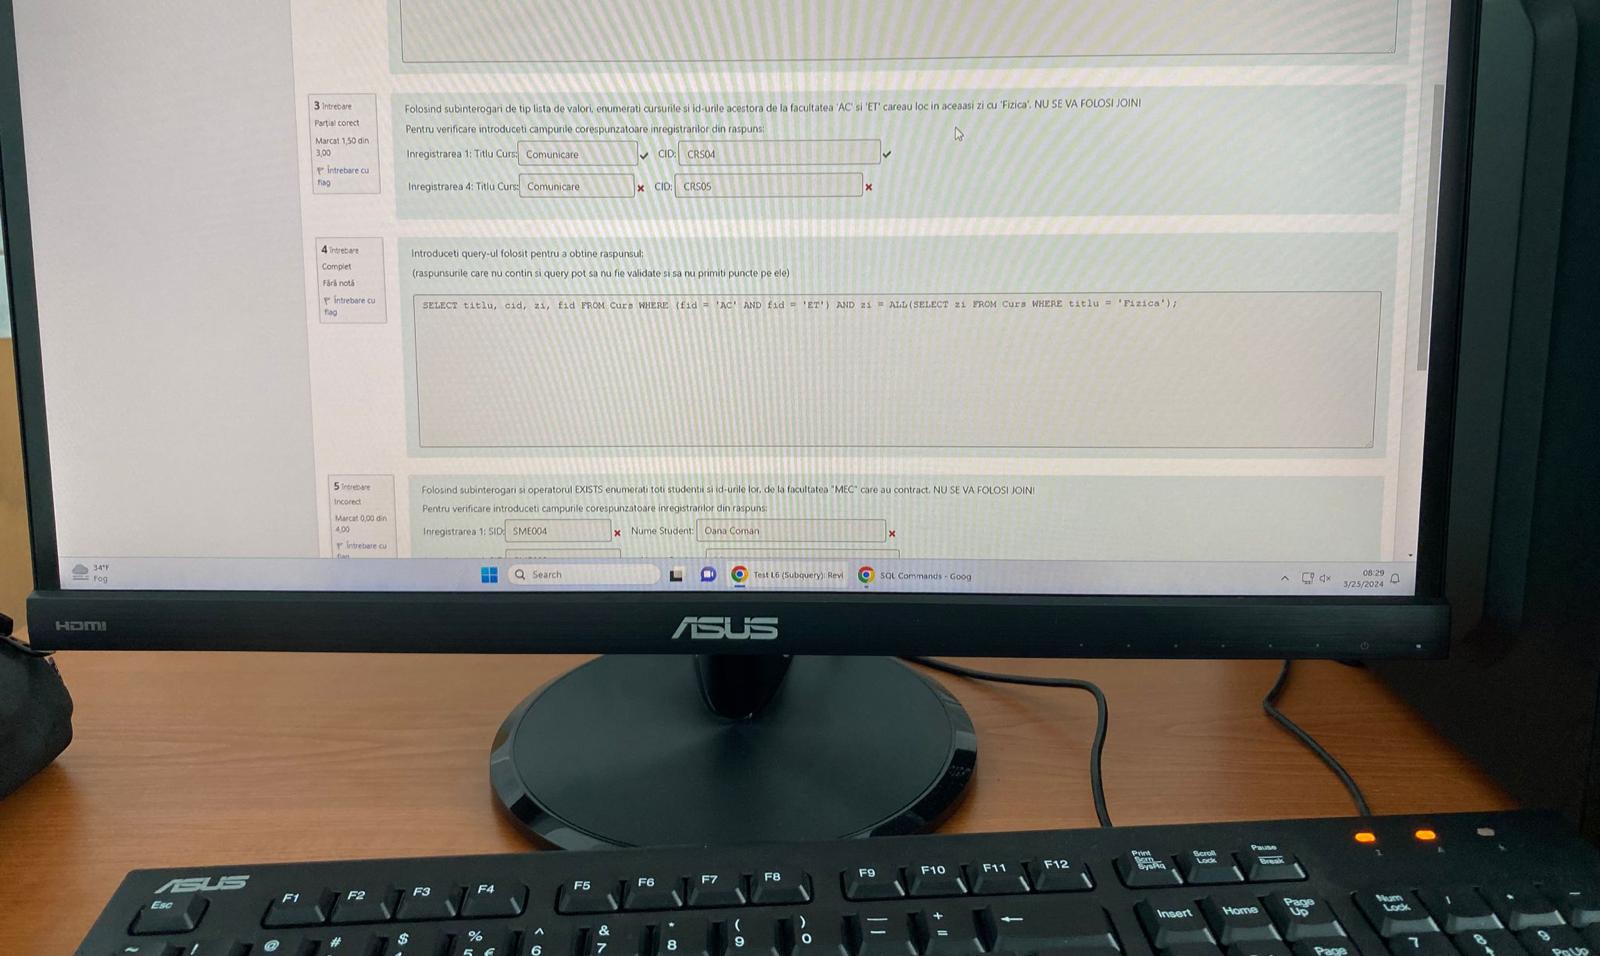 3 Întrebare
Parțial corect
Marcat 1,50 din
3,00
Întrebare cu
flag
Folosind subinterogari de tip lista de valori, enumerati cursurile si id-urile acestora de la facultatea 'AC' si 'ET' careau loc in aceaasi zi cu 'Fizica'. NU SE VA FOLOSI JOIN!
Pentru verificare introduceti campurile corespunzatoare inregistrarilor din raspuns:
Inregistrarea 1: Titlu Curs: Comunicare CID: CRS04
Inregistrarea 4: Titlu Curs: Comunicare CID: CRS05
4 Întrebare
Complet
Fără notă
Întrebare cu
flag
Introduceti query-ul folosit pentru a obtine raspunsul:
(raspunsurile care nu contin si query pot sa nu fie validate si sa nu primiti puncte pe ele)
SELECT titlu, cid, zi, fid FROM Curs WHERE (fid = 'AC' AND fid = 'ET') AND zi = ALL(SELECT zi FROM Curs WHERE titlu = 'Fizica');
5 Întrebare
Incorect
Marcat 0,00 din
4,00
Întrebare cu
flag
Folosind subinterogari si operatorul EXISTS enumerati toti studentii si id-urile lor, de la facultatea "MEC" care au contract. NU SE VA FOLOSI JOIN!
Pentru verificare introduceti campurile corespunzatoare inregistrarilor din raspuns:
Inregistrarea 1: SID: SME004 Nume Student: Oana Coman
34°F
Fog
Search
Test L6 (Subquery): Revi
SQL Commands - Goog
08:29
3/25/2024
HDMI
ASUS
ASUS
Esc F1 F2 F3 F4 F5 F6 F7 F8 F9 F10 F11 F12 Print Scrn SysRq Scroll Lock Pause Break
~ ! @ # $ % 5 € ^ 6 & 7 * 8 ( 9 ) 0 — - + = ← Insert Home Page Up Num Lock / * -
Page 7 8 9 PgUp